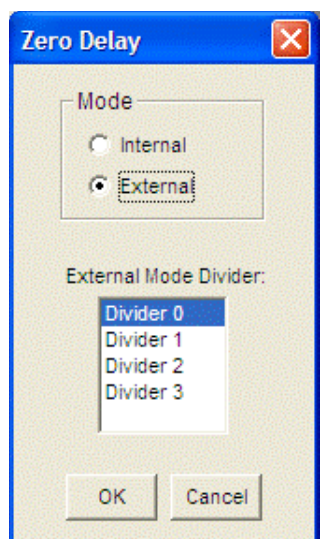 Zero Delay
Mode
Internal
External
External Mode Divider:
Divider 0
Divider 1
Divider 2
Divider 3
OK Cancel